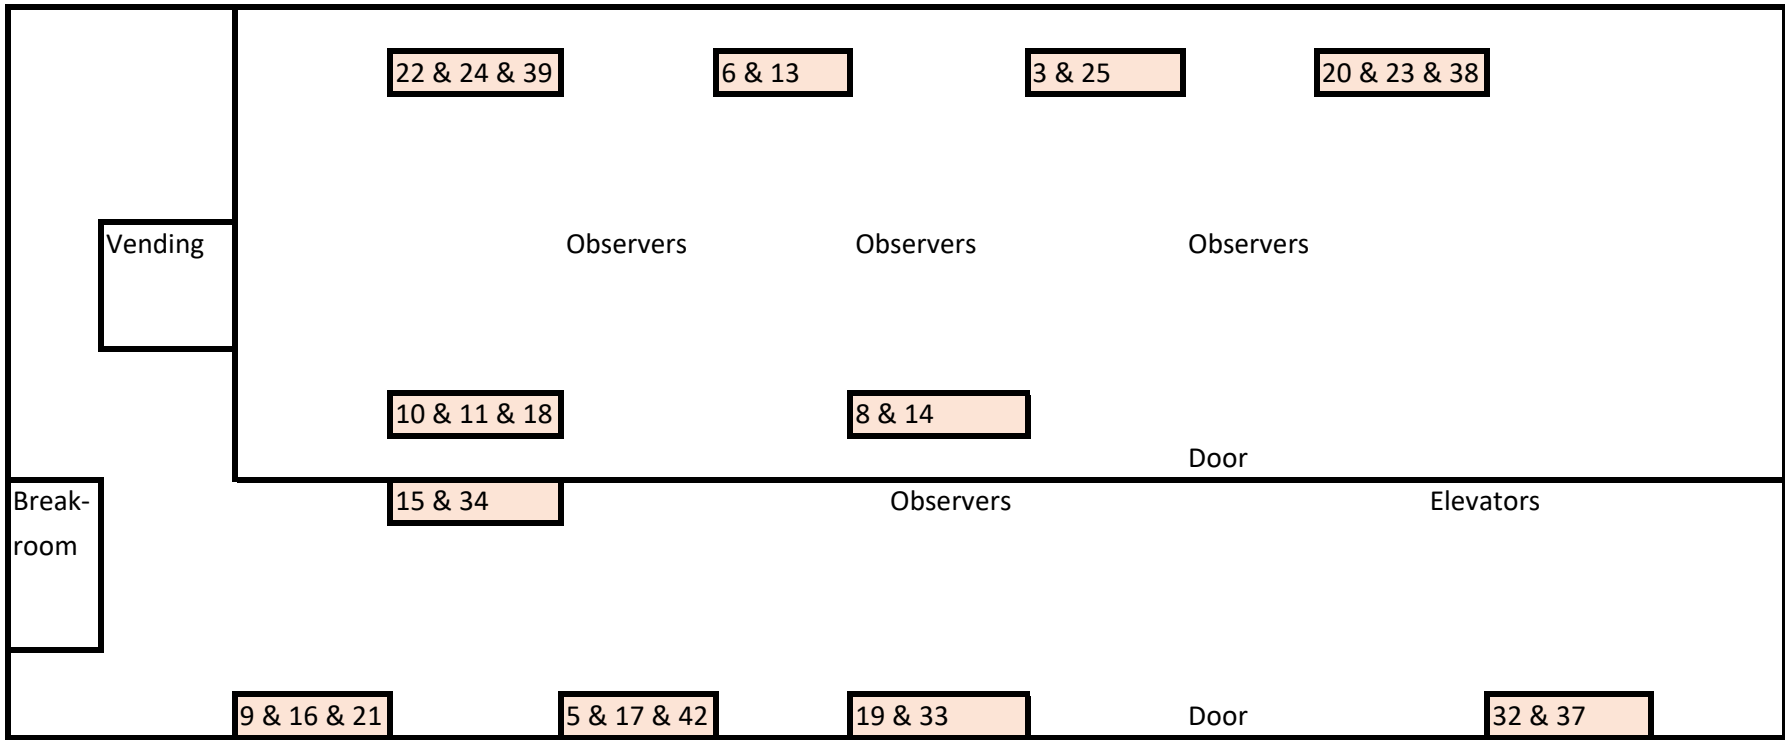 22 & 24 & 39
6 & 13
3 & 25
20 & 23 & 38
Vending
Observers
Observers
Observers
10 & 11 & 18
8 & 14
Door
Break-
room
15 & 34
Observers
Elevators
9 & 16 & 21
5 & 17 & 42
19 & 33
Door
32 & 37